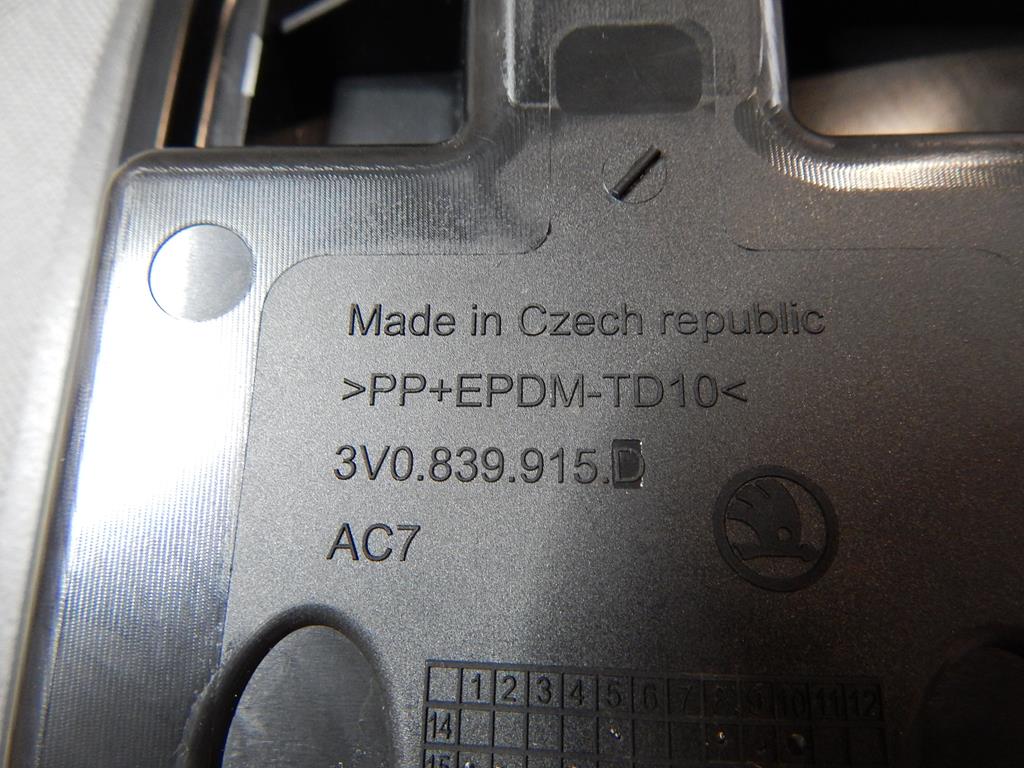 Made in Czech republic
>PP+EPDM-TD10<
3V0.839.915.D
AC7
1 2 3 4 5 6 7 8 9 10 11 12
14
15